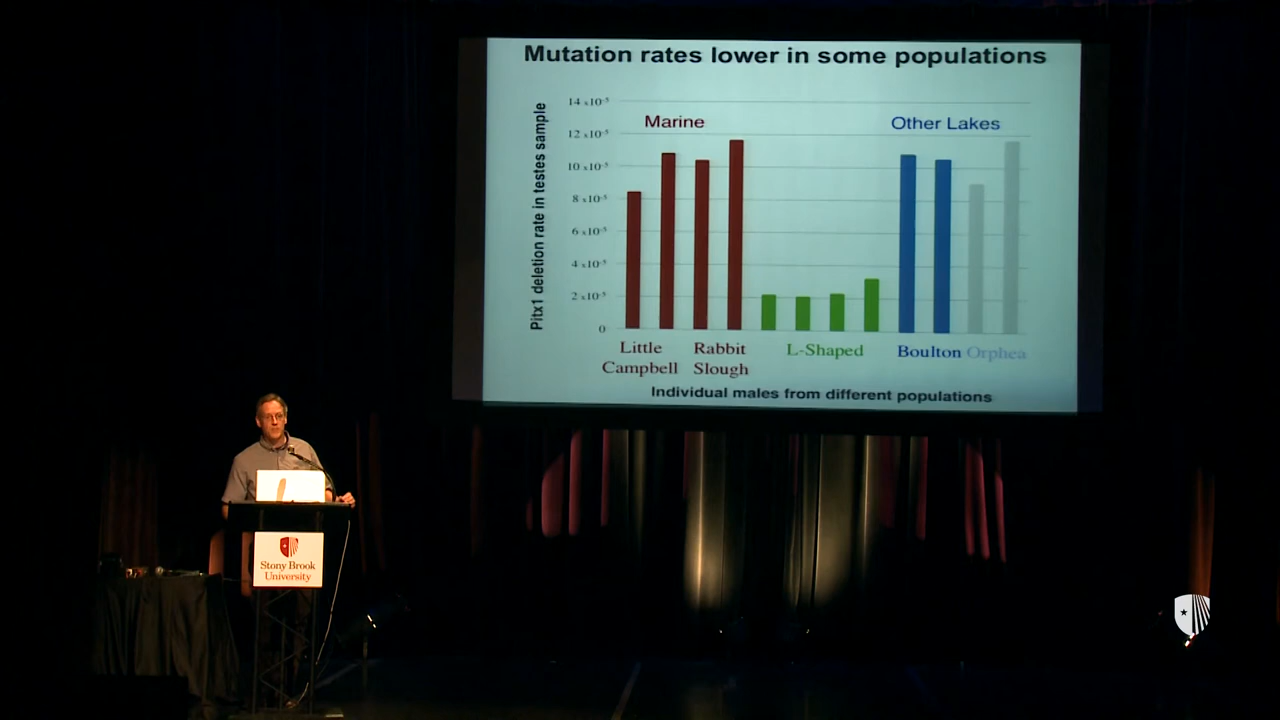 Mutation rates lower in some populations
Pitx1 deletion rate in testes sample
14 x10-5
12 x10-5
10 x10-5
8 x10-5
6 x10-5
4 x10-5
2 x10-5
0
Marine
Other Lakes
Little Campbell
Rabbit Slough
L-Shaped
Boulton
Orphea
Individual males from different populations
Stony Brook
University